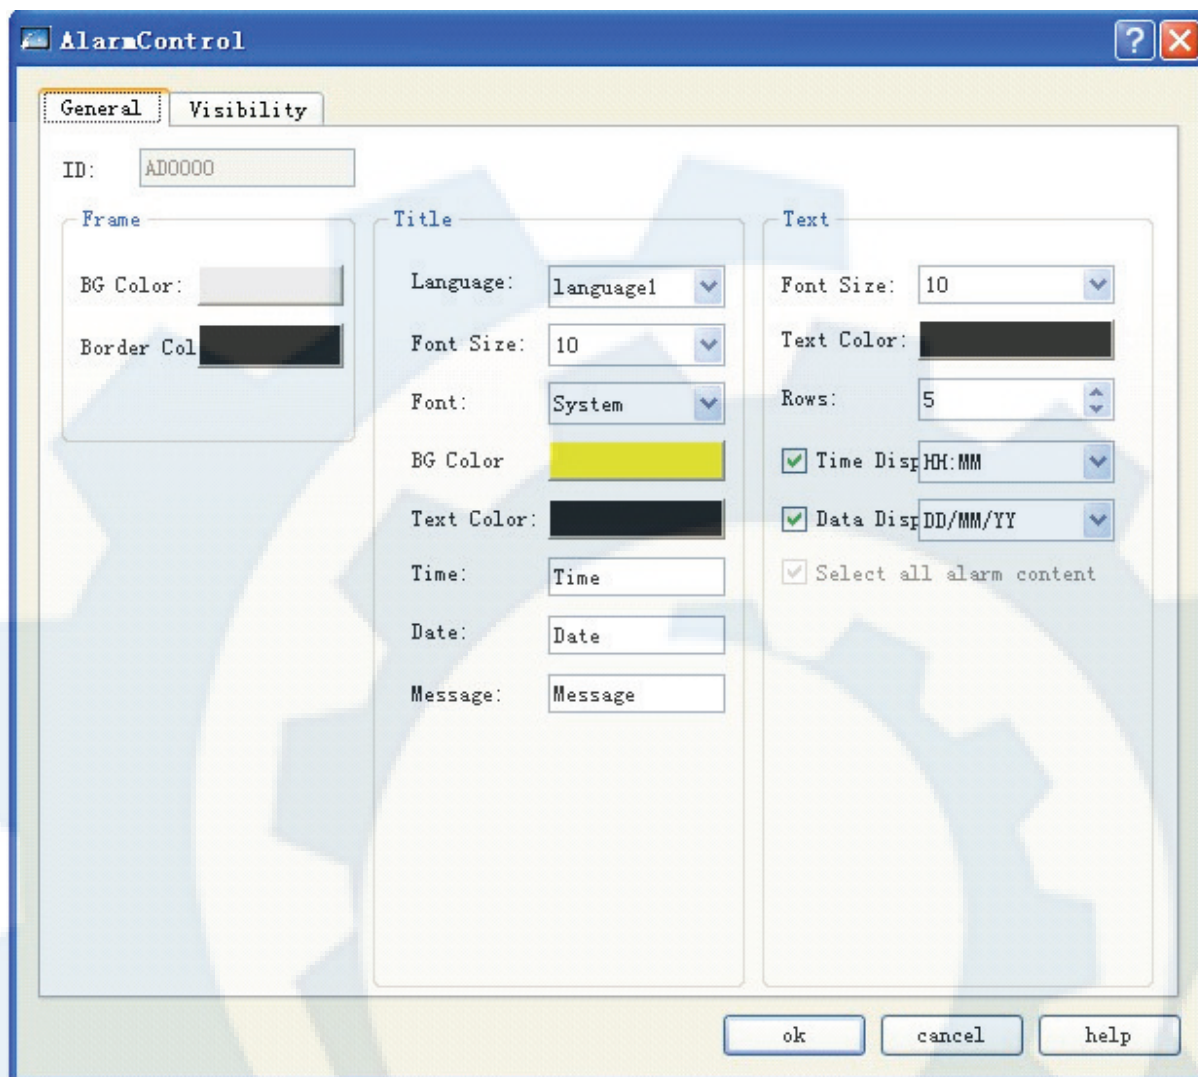 AlarmControl
General Visibility
ID: AD0000
Frame
BG Color:
Border Col
Title
Language: language1
Font Size: 10
Font: System
BG Color
Text Color:
Time: Time
Date: Date
Message: Message
Text
Font Size: 10
Text Color:
Rows: 5
Time Disp HH:MM
Data Disp DD/MM/YY
Select all alarm content
ok cancel help